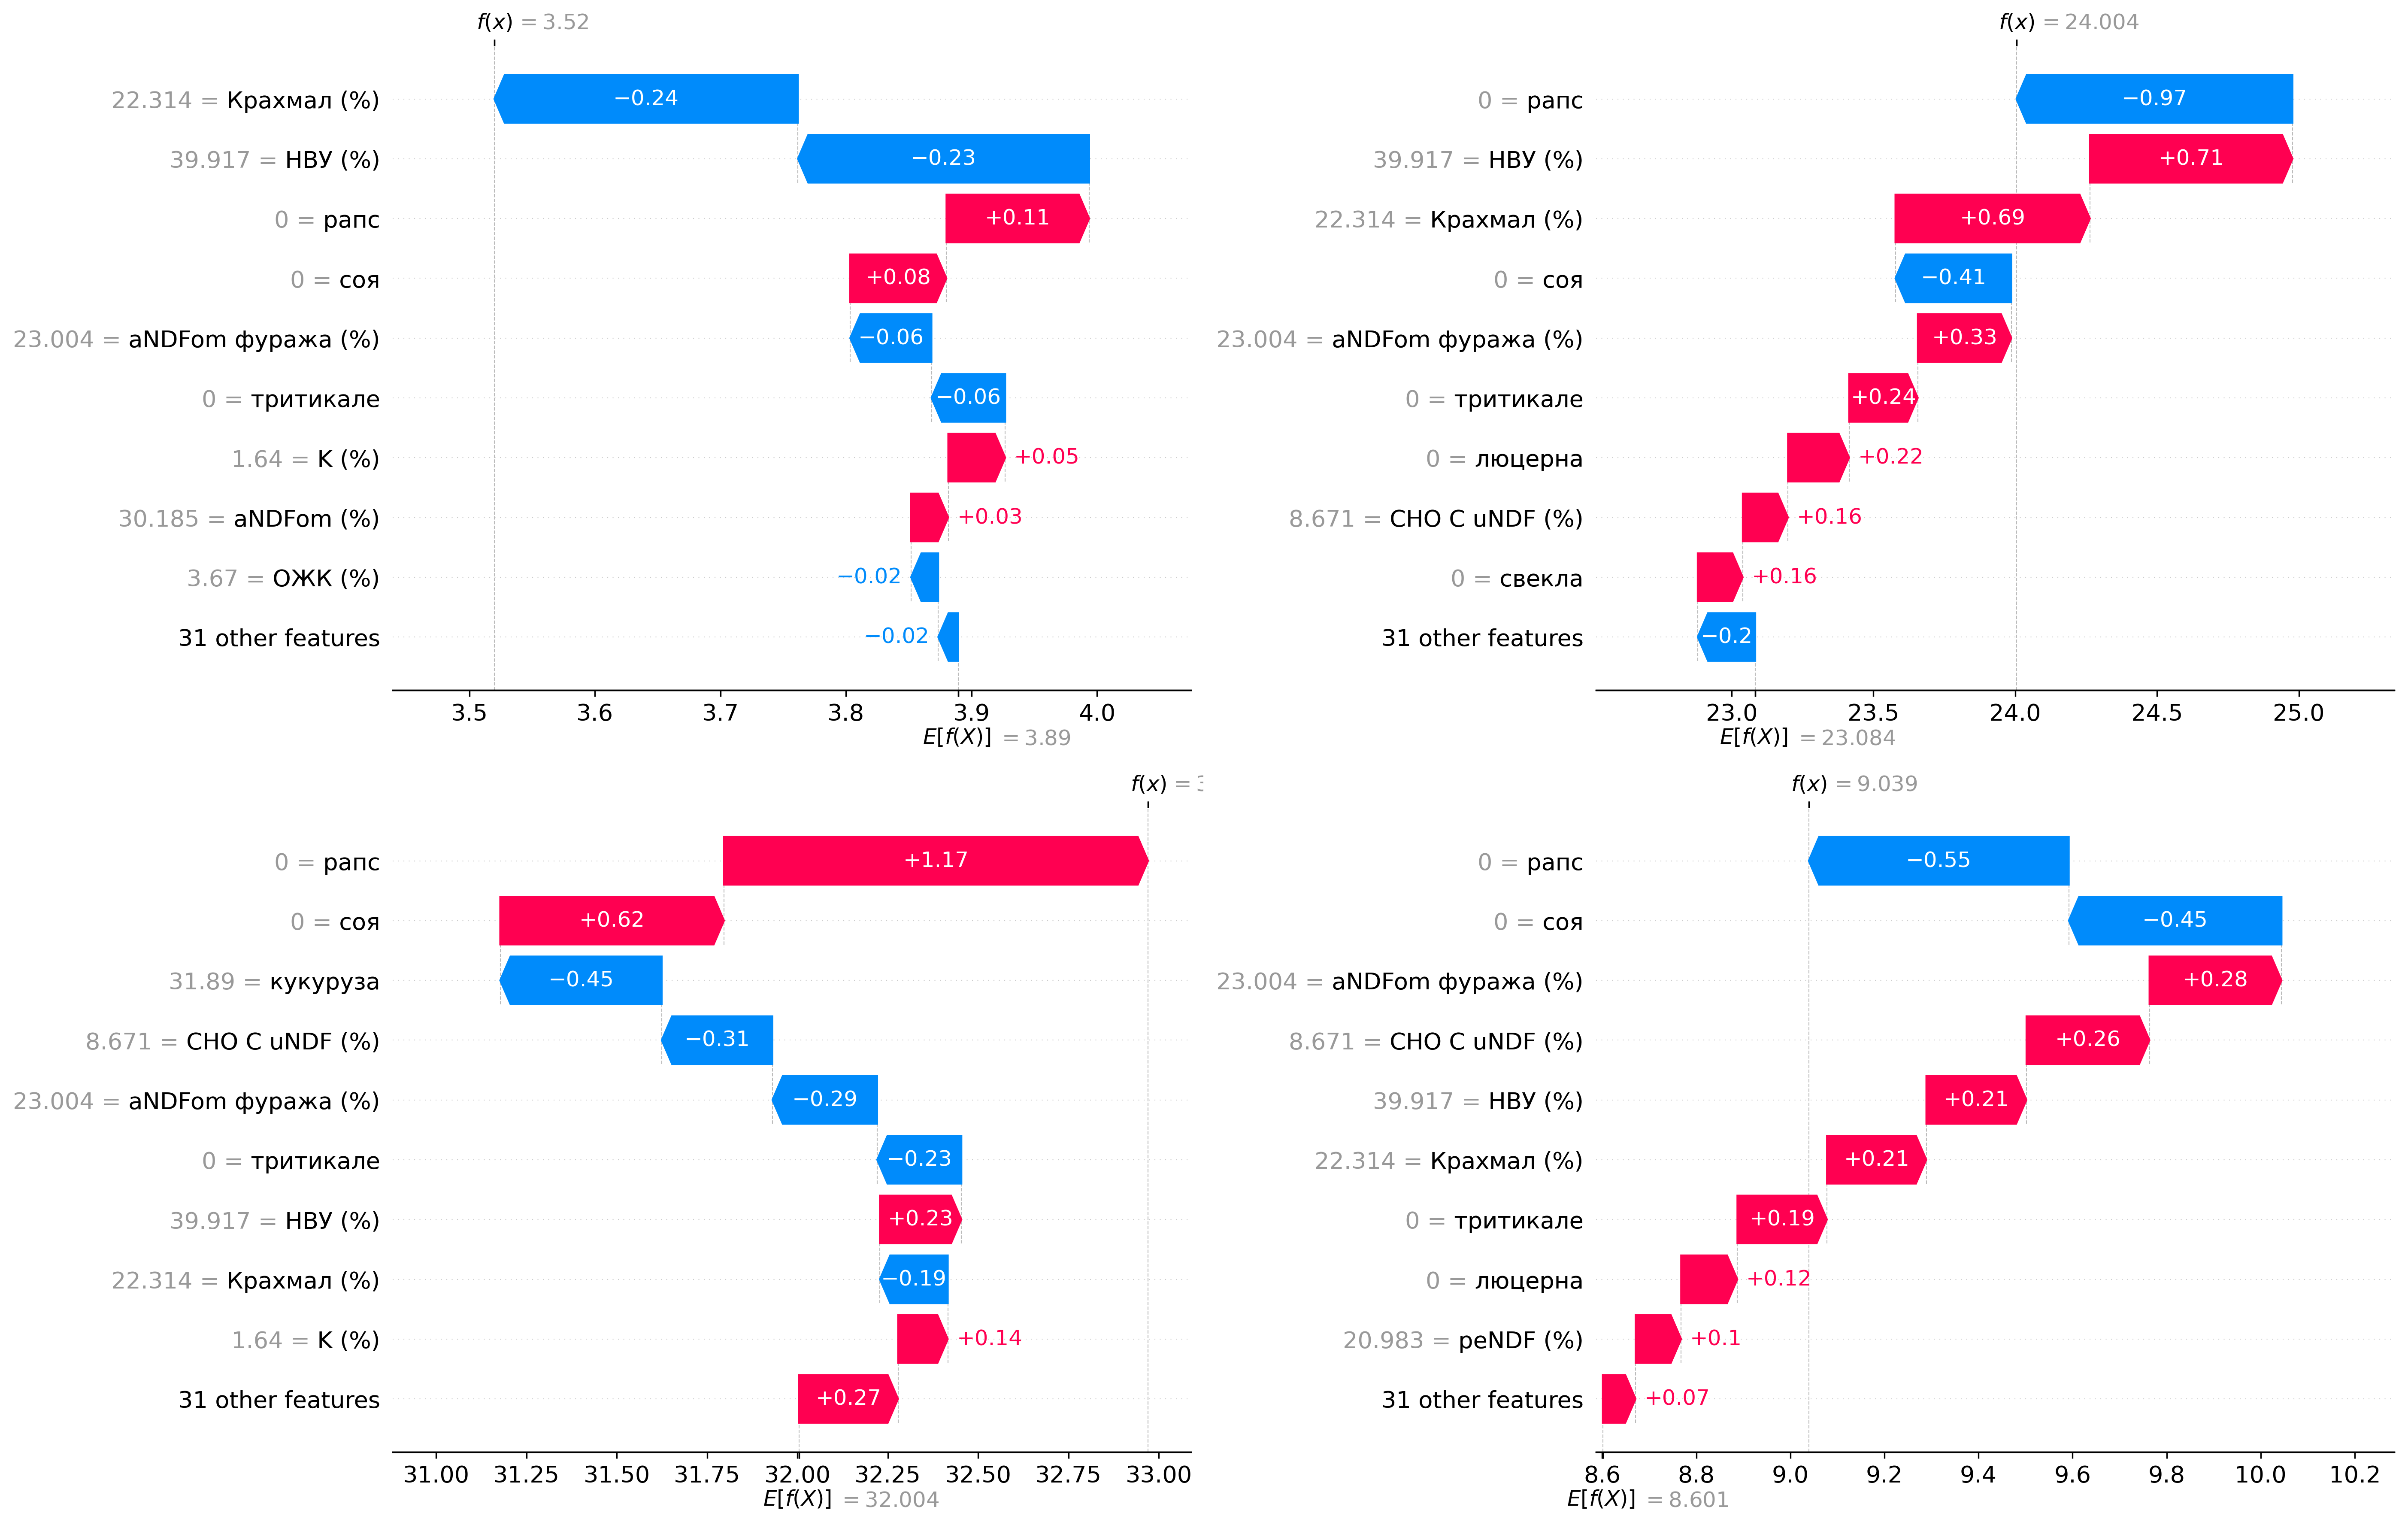 f(x) = 3.52
22.314 = Крахмал (%) −0.24
39.917 = НВУ (%) −0.23
0 = рапс +0.11
0 = соя +0.08
23.004 = aNDFom фуража (%) −0.06
0 = тритикале −0.06
1.64 = K (%) +0.05
30.185 = aNDFom (%) +0.03
3.67 = ОЖК (%) −0.02
31 other features −0.02
3.5 3.6 3.7 3.8 3.9 4.0
E[f(X)] = 3.89
f(x) = 24.004
0 = рапс −0.97
39.917 = НВУ (%) +0.71
22.314 = Крахмал (%) +0.69
0 = соя −0.41
23.004 = aNDFom фуража (%) +0.33
0 = тритикале +0.24
0 = люцерна +0.22
8.671 = CHO C uNDF (%) +0.16
0 = свекла +0.16
31 other features −0.2
23.0 23.5 24.0 24.5 25.0
E[f(X)] = 23.084
f(x) =
0 = рапс +1.17
0 = соя +0.62
31.89 = кукуруза −0.45
8.671 = CHO C uNDF (%) −0.31
23.004 = aNDFom фуража (%) −0.29
0 = тритикале −0.23
39.917 = НВУ (%) +0.23
22.314 = Крахмал (%) −0.19
1.64 = K (%) +0.14
31 other features +0.27
31.00 31.25 31.50 31.75 32.00 32.25 32.50 32.75 33.00
E[f(X)] = 32.004
f(x) = 9.039
0 = рапс −0.55
0 = соя −0.45
23.004 = aNDFom фуража (%) +0.28
8.671 = CHO C uNDF (%) +0.26
39.917 = НВУ (%) +0.21
22.314 = Крахмал (%) +0.21
0 = тритикале +0.19
0 = люцерна +0.12
20.983 = peNDF (%) +0.1
31 other features +0.07
8.6 8.8 9.0 9.2 9.4 9.6 9.8 10.0 10.2
E[f(X)] = 8.601